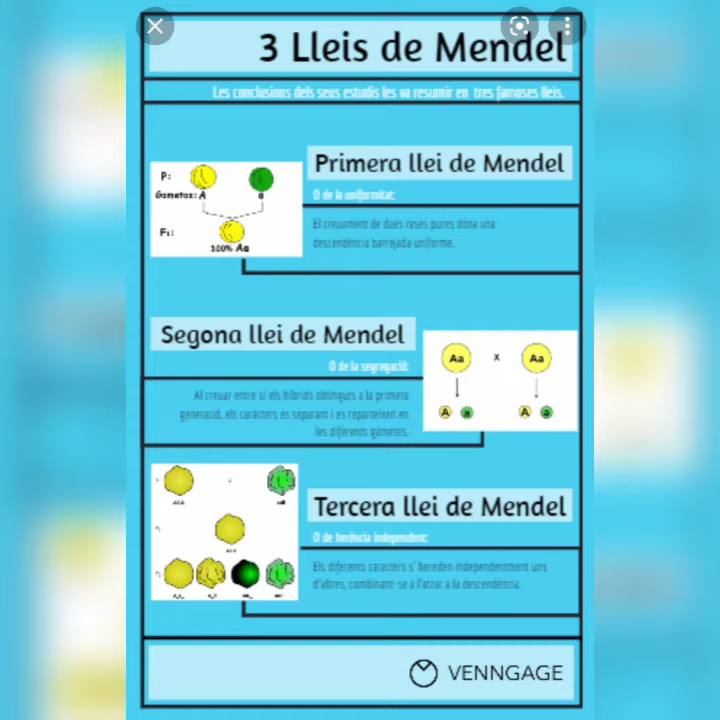 3 Lleis de Mendel
Les conclusions dels seus estudis les va resumir en tres famoses lleis.
Primera llei de Mendel
O de la uniformitat:
El creuament de dues races pures dóna una
descendència barrejada uniforme.
P:
Gametos: A a
F1:
100% Aa
Segona llei de Mendel
O de la segregació:
Al creuar entre si els híbrids obtinguts a la primera
generació, els caràcters es separant i es reparteixen en
les diferents gàmetes.
Aa x Aa
A a A a
Tercera llei de Mendel
O de herència independent:
Els diferents caracters s' hereden independentment uns
d'altres, combinant-se a l'atzar a la descendència.
VENNGAGE